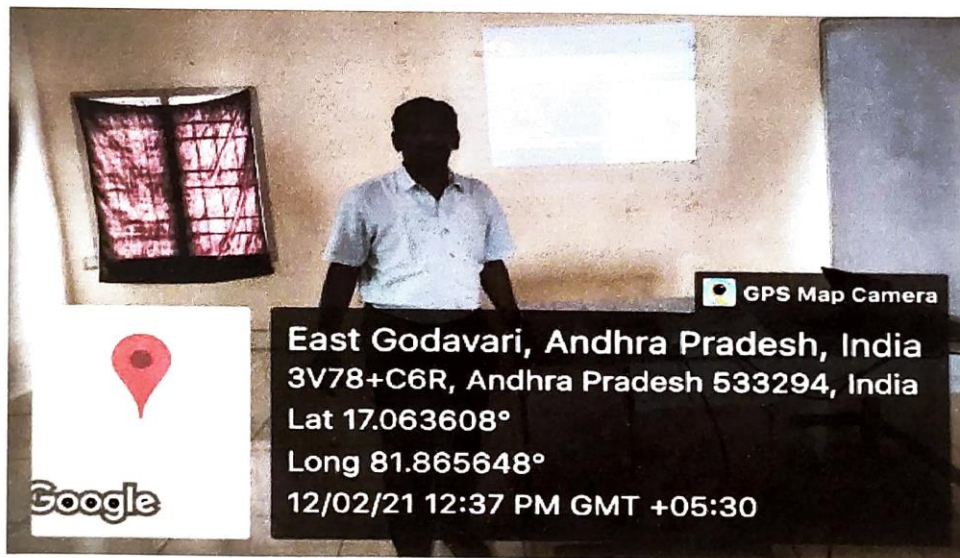 GPS Map Camera
East Godavari, Andhra Pradesh, India
3V78+C6R, Andhra Pradesh 533294, India
Lat 17.063608°
Long 81.865648°
12/02/21 12:37 PM GMT +05:30
Google